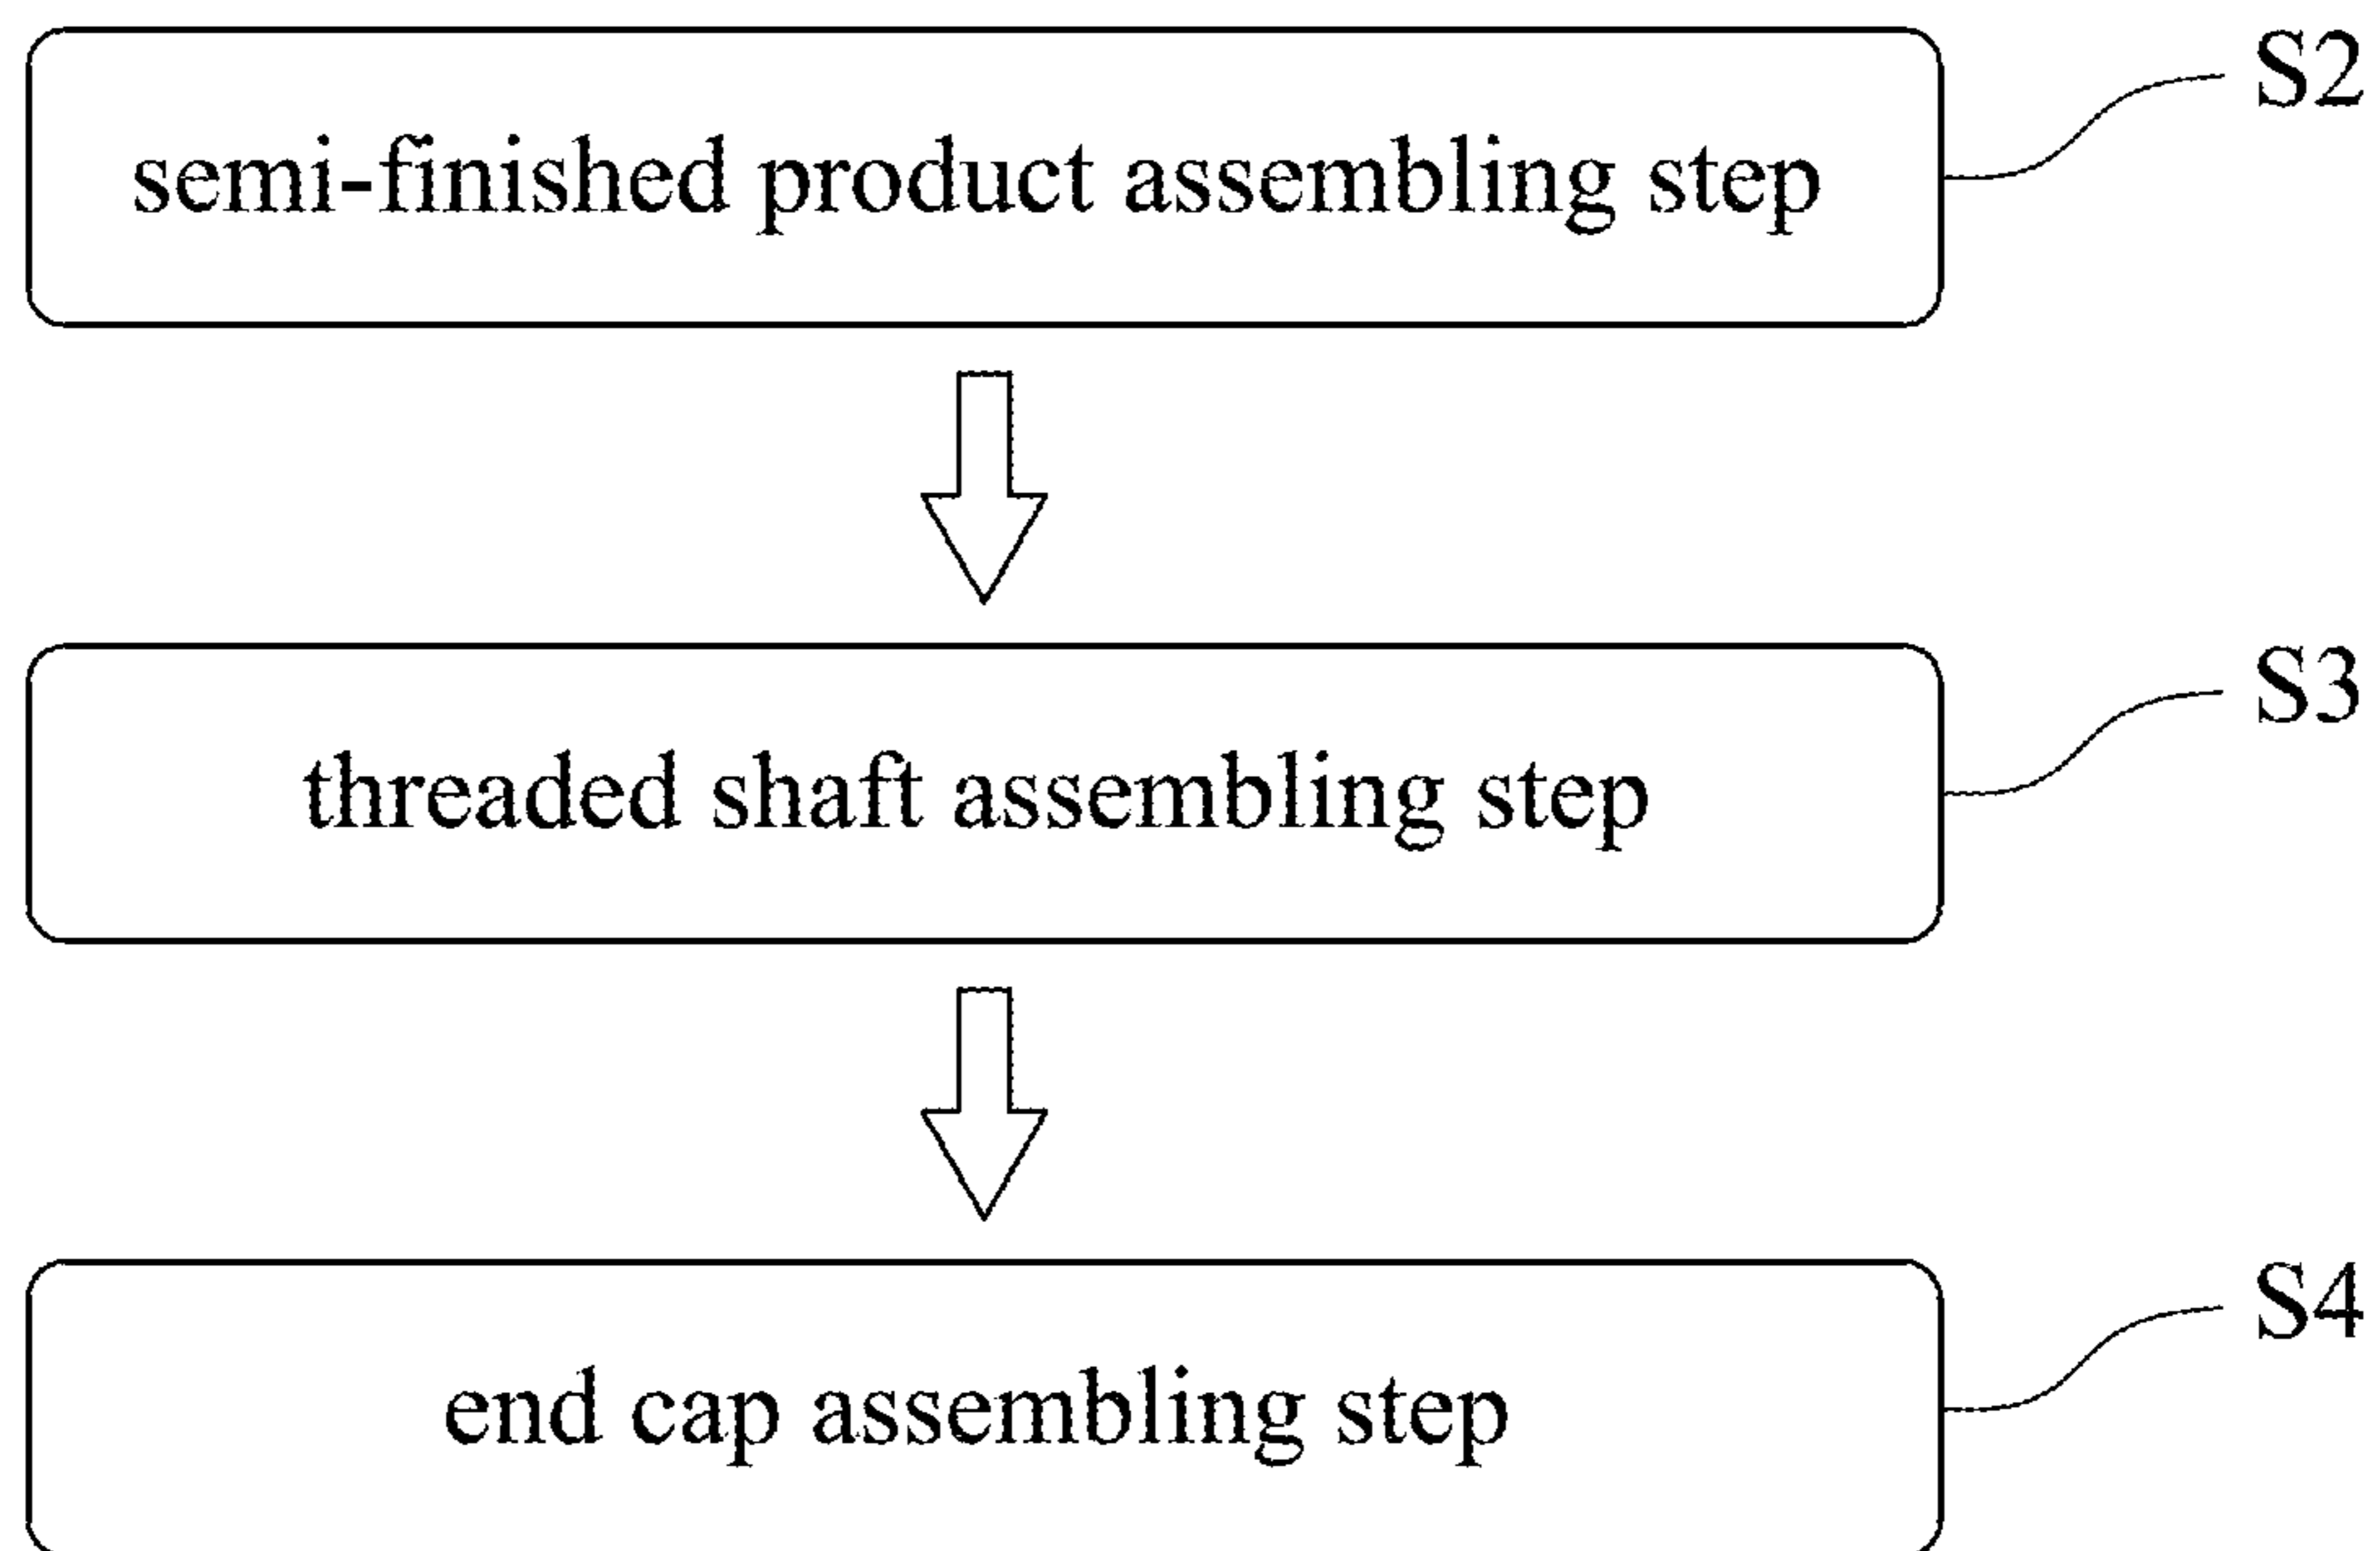 S2
semi-finished product assembling step
S3
threaded shaft assembling step
S4
end cap assembling step